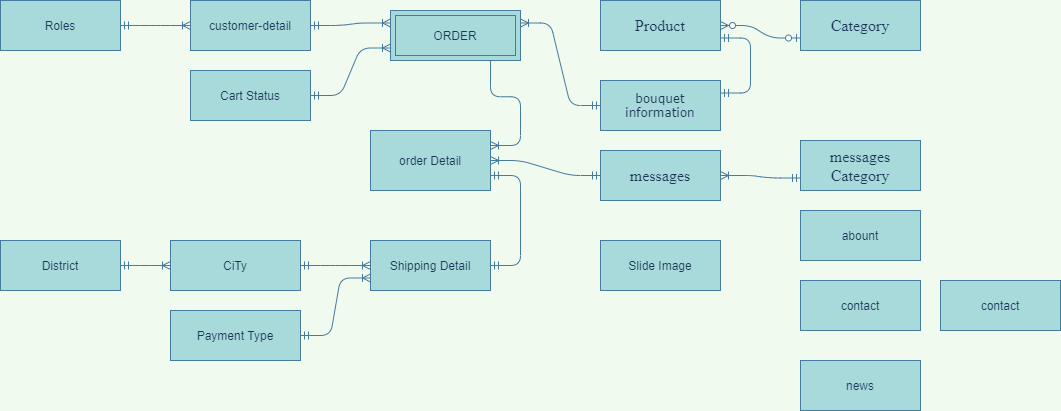 Roles
customer-detail
ORDER
Product
Category
Cart Status
bouquet
information
order Detail
messages
messages
Category
abount
District
CiTy
Shipping Detail
Slide Image
contact
contact
Payment Type
news